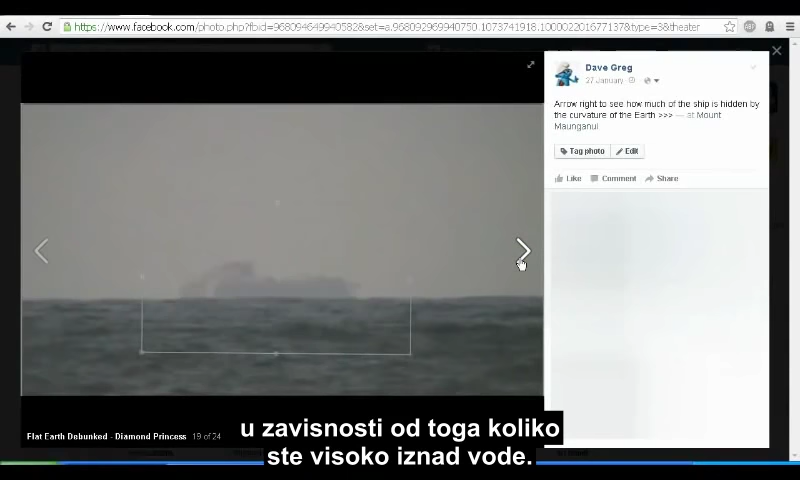 https://www.facebook.com/photo.php?fbid=968094649940582&set=a.968092969940750.1073741918.100002201677137&type=3&theater
Dave Greg
27 January
Arrow right to see how much of the ship is hidden by
the curvature of the Earth >>> — at Mount
Maunganui
Tag photo
Edit
Like
Comment
Share
Flat Earth Debunked - Diamond Princess
19 of 24
u zavisnosti od toga koliko
ste visoko iznad vode.